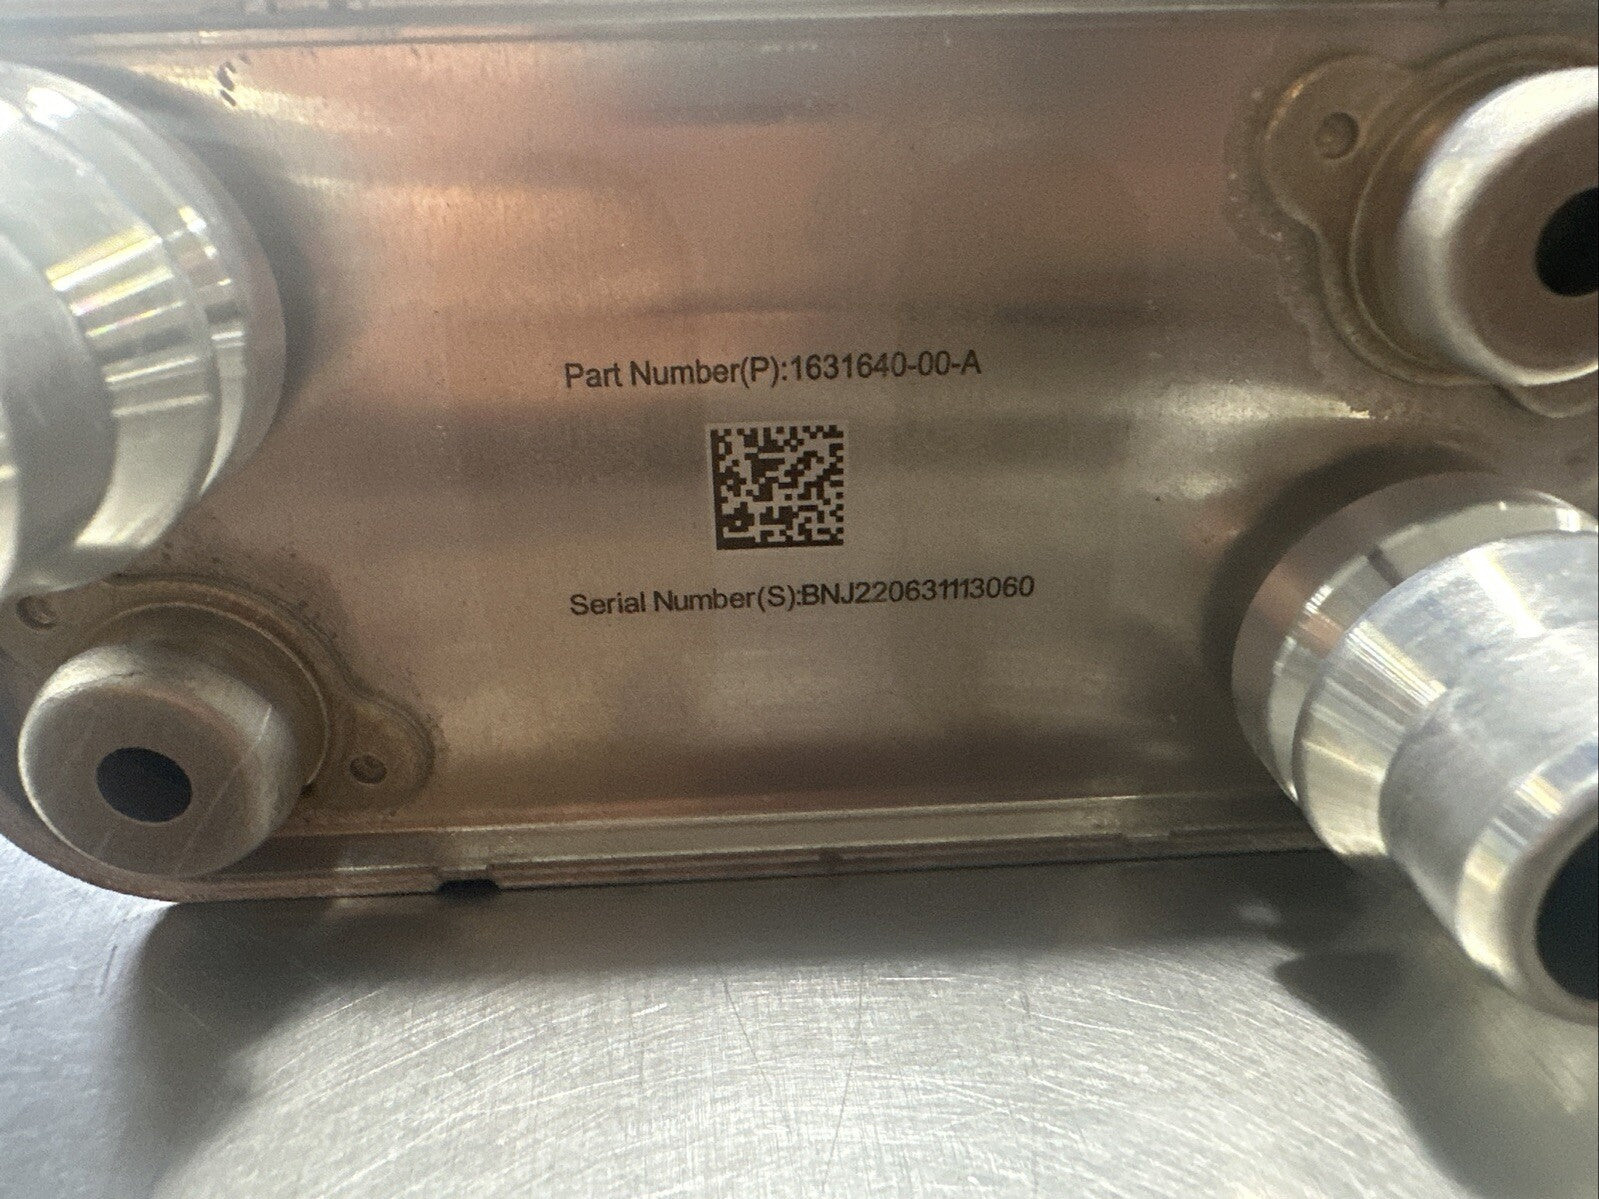 Part Number(P):1631640-00-A
Serial Number(S):BNJ220631113060